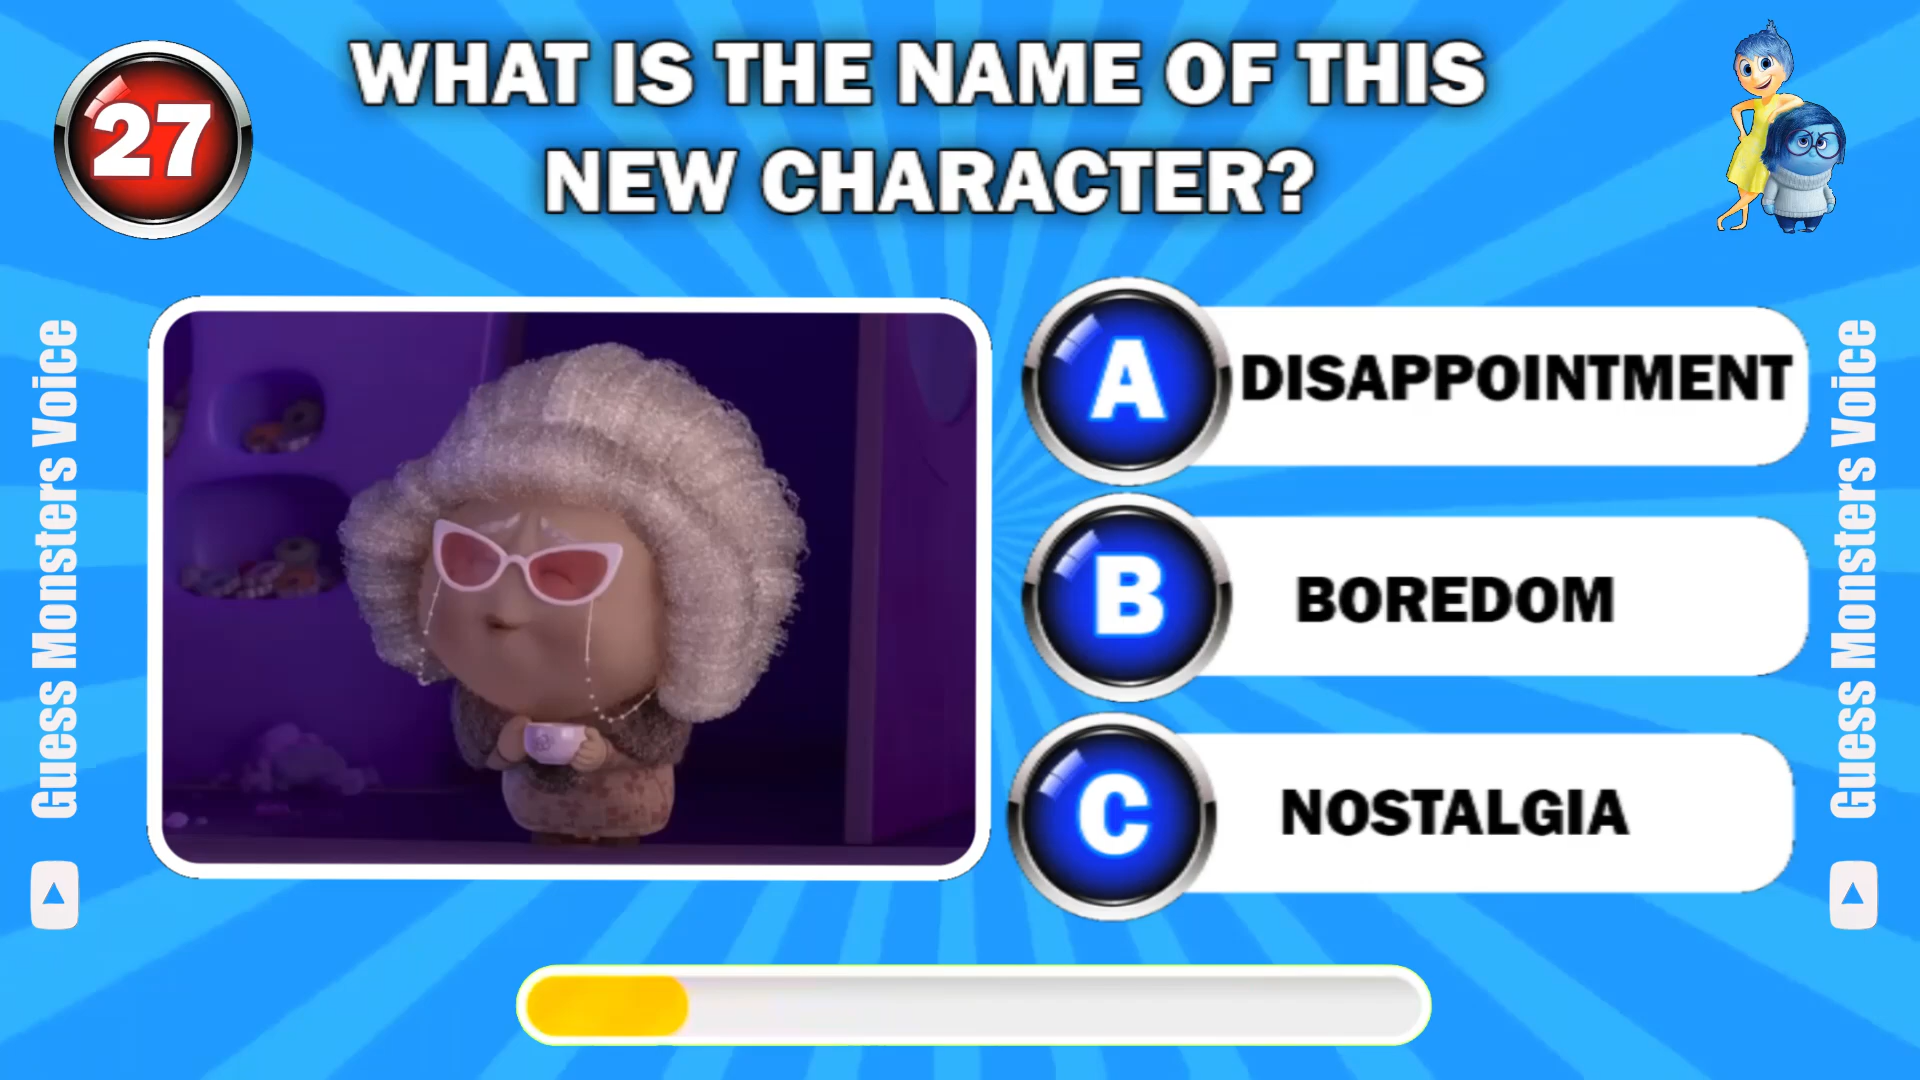 27
WHAT IS THE NAME OF THIS
NEW CHARACTER?
Guess Monsters Voice
A
DISAPPOINTMENT
B
BOREDOM
C
NOSTALGIA
Guess Monsters Voice